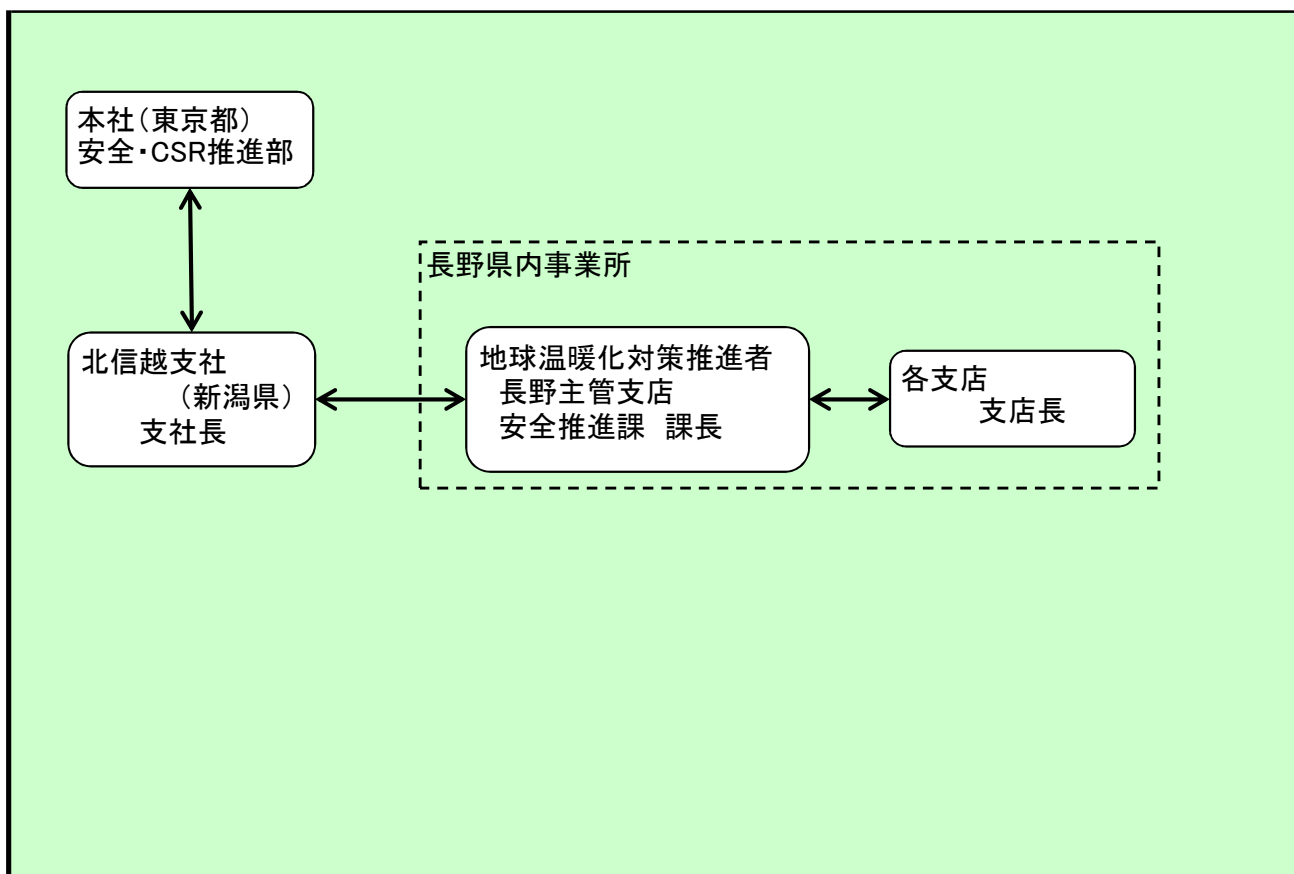 本社(東京都)
安全・CSR推進部
長野県内事業所
北信越支社
(新潟県)
支社長
地球温暖化対策推進者
長野主管支店
安全推進課 課長
各支店
支店長